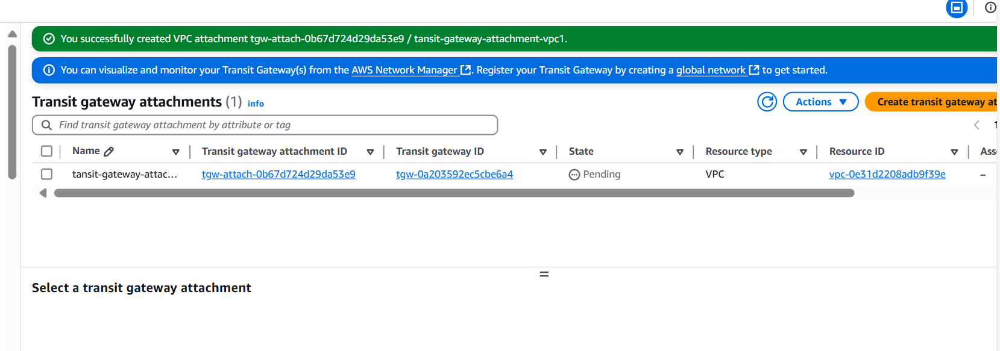 You successfully created VPC attachment tgw-attach-0b67d724d29da53e9 / tansit-gateway-attachment-vpc1.
You can visualize and monitor your Transit Gateway(s) from the AWS Network Manager. Register your Transit Gateway by creating a global network to get started.
Transit gateway attachments (1) info
Actions
Create transit gateway at
Find transit gateway attachment by attribute or tag
1
Name Transit gateway attachment ID Transit gateway ID State Resource type Resource ID Ass
tansit-gateway-attac... tgw-attach-0b67d724d29da53e9 tgw-0a203592ec5cbe6a4 Pending VPC vpc-0e31d2208adb9f39e –
Select a transit gateway attachment